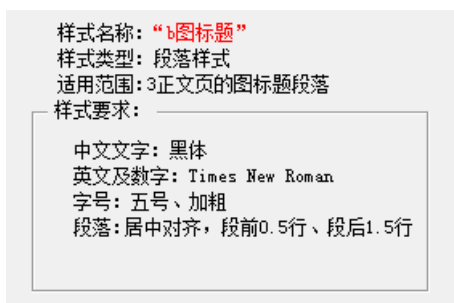 样式名称：“b图标题”
样式类型：段落样式
适用范围：3正文页的图标题段落
样式要求：
中文文字：黑体
英文及数字：Times New Roman
字号：五号、加粗
段落：居中对齐，段前0.5行、段后1.5行